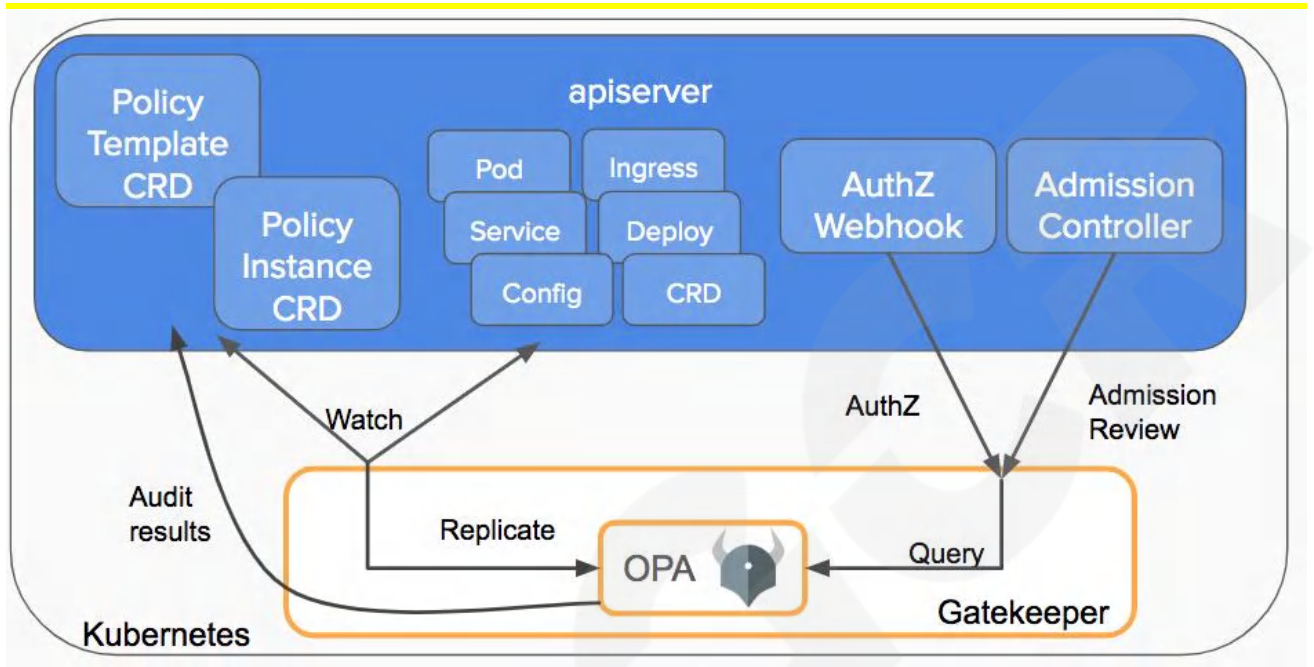 Policy
Template
CRD
Policy
Instance
CRD
apiserver
Pod
Ingress
Service
Deploy
Config
CRD
AuthZ
Webhook
Admission
Controller
Watch
AuthZ
Admission
Review
Audit
results
Replicate
OPA
Query
Gatekeeper
Kubernetes